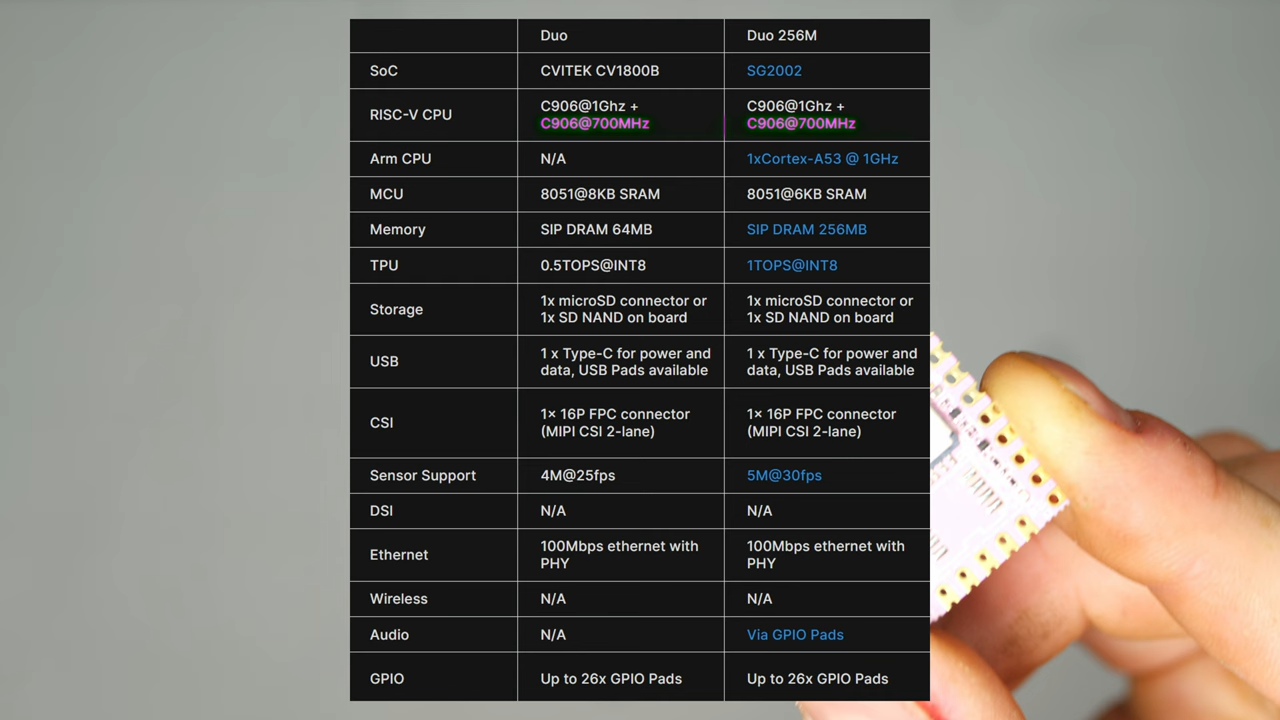 Duo Duo 256M
SoC CVITEK CV1800B SG2002
RISC-V CPU C906@1Ghz + C906@1Ghz +
C906@700MHz C906@700MHz
Arm CPU N/A 1xCortex-A53 @ 1GHz
MCU 8051@8KB SRAM 8051@6KB SRAM
Memory SIP DRAM 64MB SIP DRAM 256MB
TPU 0.5TOPS@INT8 1TOPS@INT8
Storage 1x microSD connector or 1x microSD connector or
1x SD NAND on board 1x SD NAND on board
USB 1 x Type-C for power and 1 x Type-C for power and
data, USB Pads available data, USB Pads available
CSI 1× 16P FPC connector 1× 16P FPC connector
(MIPI CSI 2-lane) (MIPI CSI 2-lane)
Sensor Support 4M@25fps 5M@30fps
DSI N/A N/A
Ethernet 100Mbps ethernet with 100Mbps ethernet with
PHY PHY
Wireless N/A N/A
Audio N/A Via GPIO Pads
GPIO Up to 26x GPIO Pads Up to 26x GPIO Pads